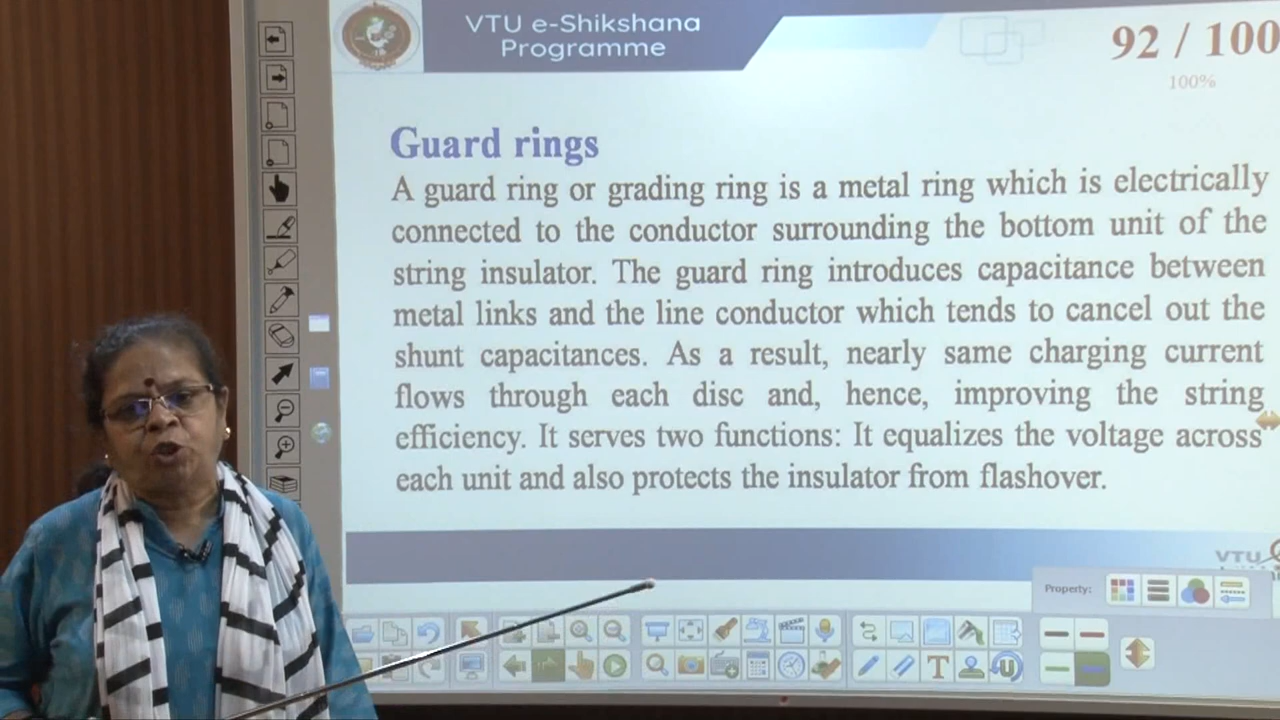 VTU e-Shikshana
Programme
92 / 100
100%
Guard rings
A guard ring or grading ring is a metal ring which is electrically
connected to the conductor surrounding the bottom unit of the
string insulator. The guard ring introduces capacitance between
metal links and the line conductor which tends to cancel out the
shunt capacitances. As a result, nearly same charging current
flows through each disc and, hence, improving the string
efficiency. It serves two functions: It equalizes the voltage across
each unit and also protects the insulator from flashover.
VTU
Property: